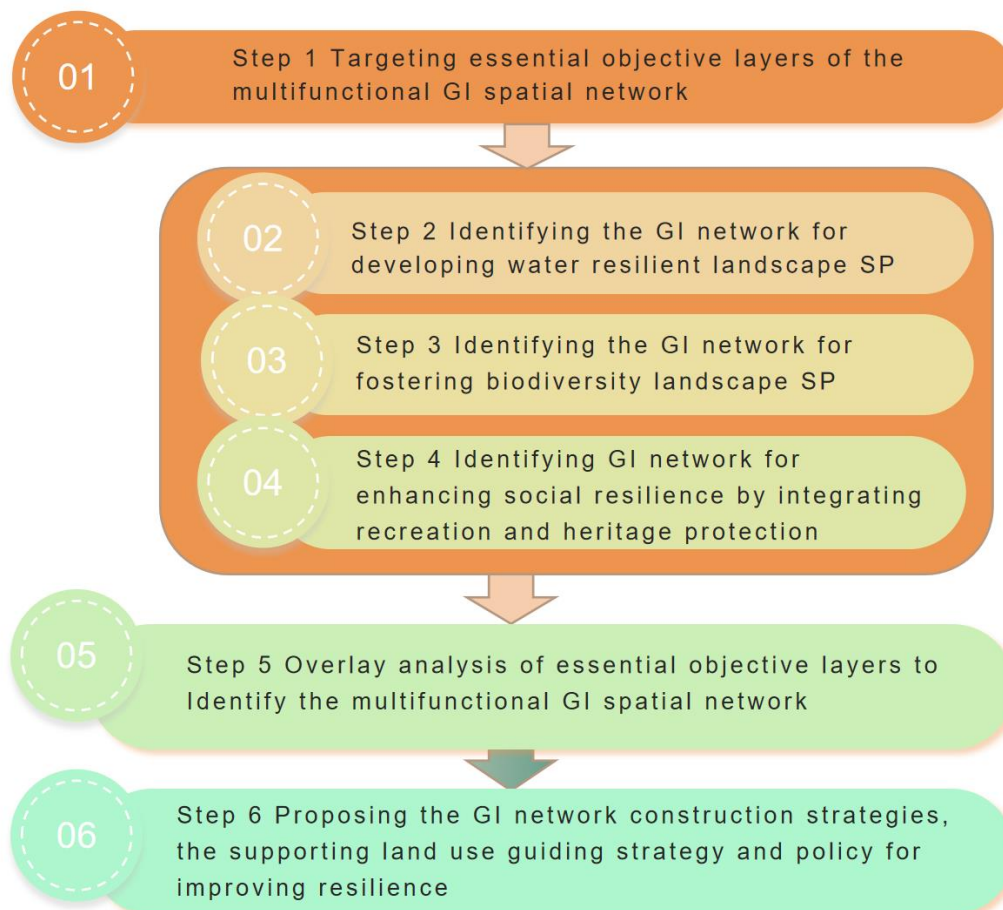 01
Step 1 Targeting essential objective layers of the
multifunctional GI spatial network
02
Step 2 Identifying the GI network for
developing water resilient landscape SP
03
Step 3 Identifying the GI network for
fostering biodiversity landscape SP
04
Step 4 Identifying GI network for
enhancing social resilience by integrating
recreation and heritage protection
05
Step 5 Overlay analysis of essential objective layers to
Identify the multifunctional GI spatial network
06
Step 6 Proposing the GI network construction strategies,
the supporting land use guiding strategy and policy for
improving resilience